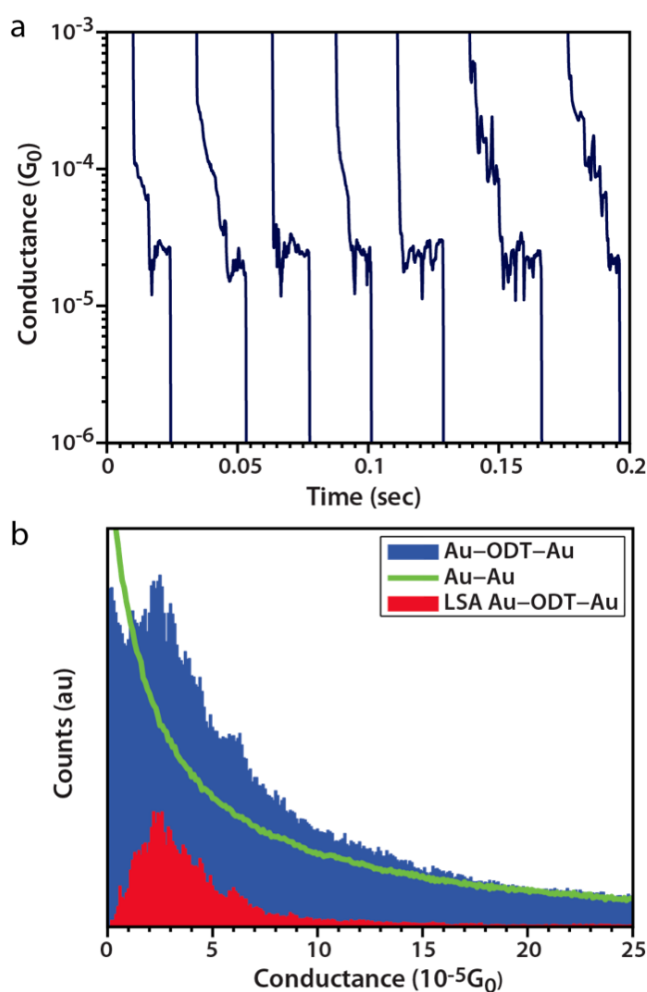 a
10⁻³
10⁻⁴
10⁻⁵
10⁻⁶
Conductance (G₀)
0 0.05 0.1 0.15 0.2
Time (sec)
b
Au–ODT–Au
Au–Au
LSA Au–ODT–Au
Counts (au)
0 5 10 15 20 25
Conductance (10⁻⁵G₀)